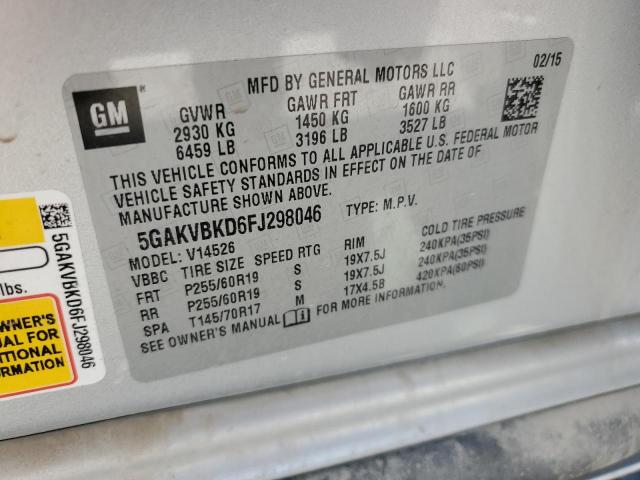 GM
MFD BY GENERAL MOTORS LLC 02/15
GVWR GAWR FRT GAWR RR
2930 KG 1450 KG 1600 KG
6459 LB 3196 LB 3527 LB
THIS VEHICLE CONFORMS TO ALL APPLICABLE U.S. FEDERAL MOTOR
VEHICLE SAFETY STANDARDS IN EFFECT ON THE DATE OF
MANUFACTURE SHOWN ABOVE.
5GAKVBKD6FJ298046 TYPE: M.P.V.
MODEL: V14526
VBBC TIRE SIZE SPEED RTG RIM COLD TIRE PRESSURE
FRT P255/60R19 S 19X7.5J 240KPA(35PSI)
RR P255/60R19 S 19X7.5J 240KPA(35PSI)
SPA T145/70R17 M 17X4.5B 420KPA(60PSI)
SEE OWNER'S MANUAL FOR MORE INFORMATION.
lbs.
OWNER'S
UAL FOR
ITIONAL
RMATION
5GAKVBKD6FJ298046